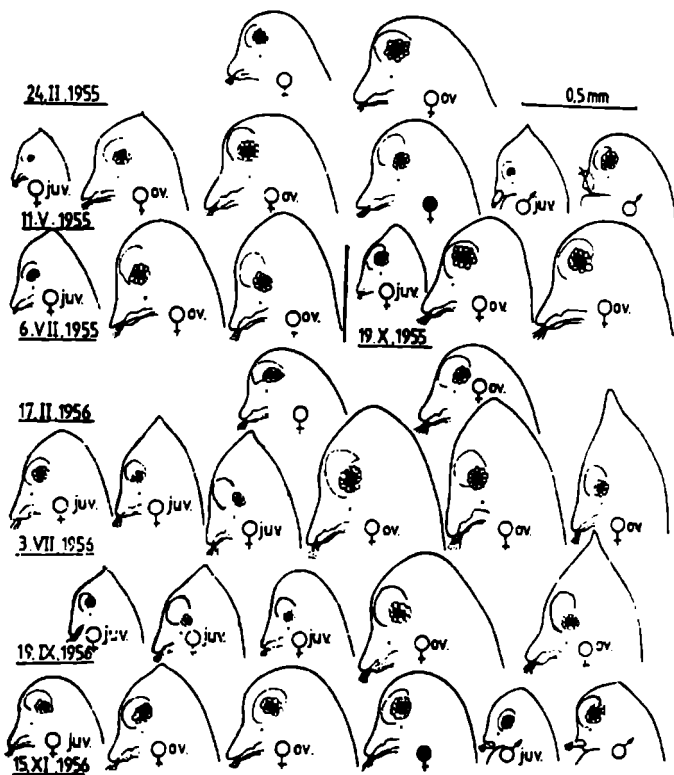 24.II.1955
♀
♀ ov
0.5 mm
♀ juv.
♀ ov.
♀ ov.
♀
♂ juv
♂
11.V.1955
♀ juv
♀ ov.
♀ ov.
♀ juv
♀ ov.
♀ ov.
6.VII.1955
19.X.1955
♀
♀ ov.
17.II.1956
♀ juv.
♀ juv.
♀ juv
♀ ov.
♀ ov.
♀ ov.
3.VII.1956
♀ juv.
♀ juv.
♀ juv.
♀ ov.
♀ ov.
19.IX.1956
♀ juv.
♀ ov.
♀ ov.
♀
♂ juv.
♂
15.XI.1956